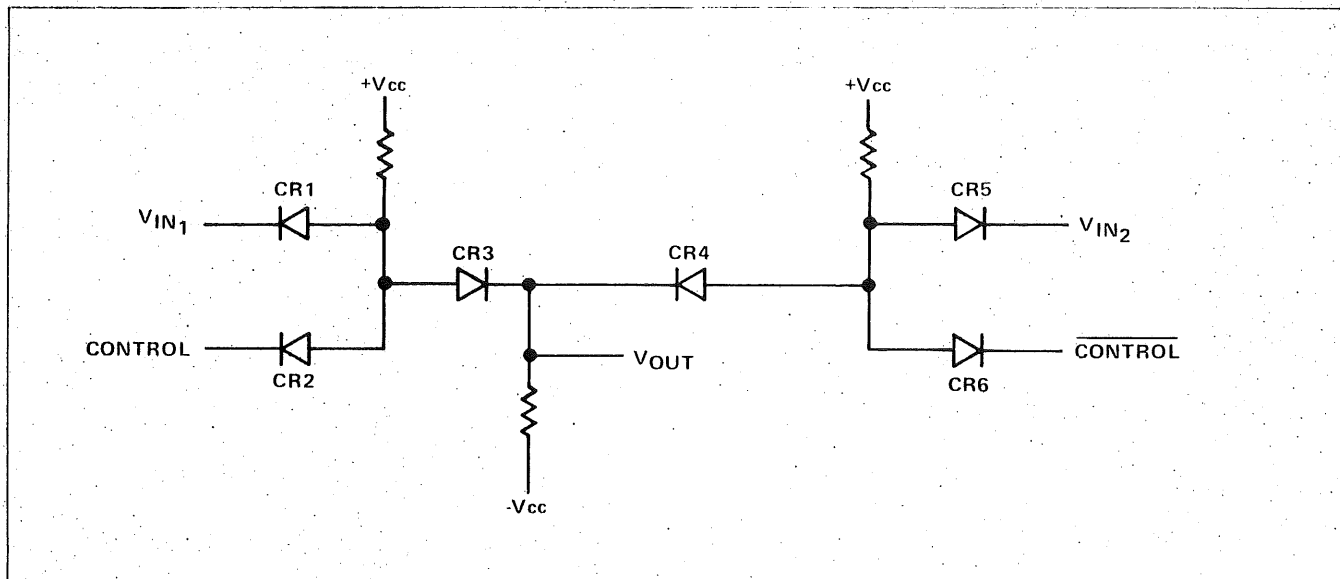 +Vcc
+Vcc
CR1
CR5
VIN1
VIN2
CR3
CR4
CONTROL
CONTROL
CR2
CR6
VOUT
-Vcc